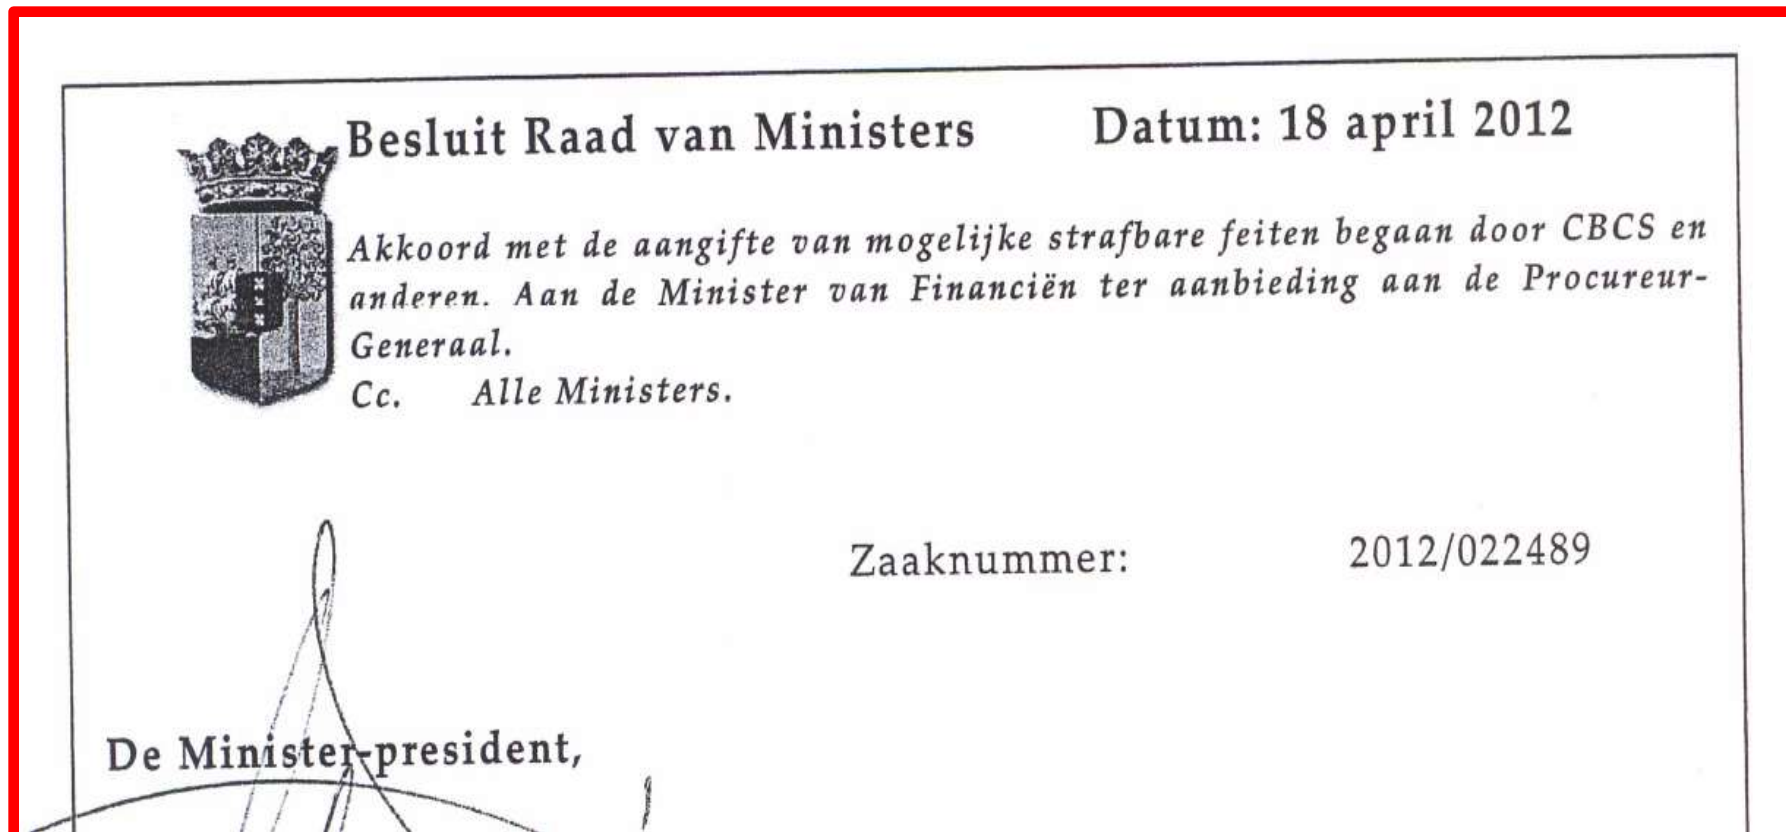 Besluit Raad van Ministers Datum: 18 april 2012
Akkoord met de aangifte van mogelijke strafbare feiten begaan door CBCS en
anderen. Aan de Minister van Financiën ter aanbieding aan de Procureur-
Generaal.
Cc. Alle Ministers.
Zaaknummer: 2012/022489
De Minister-president,